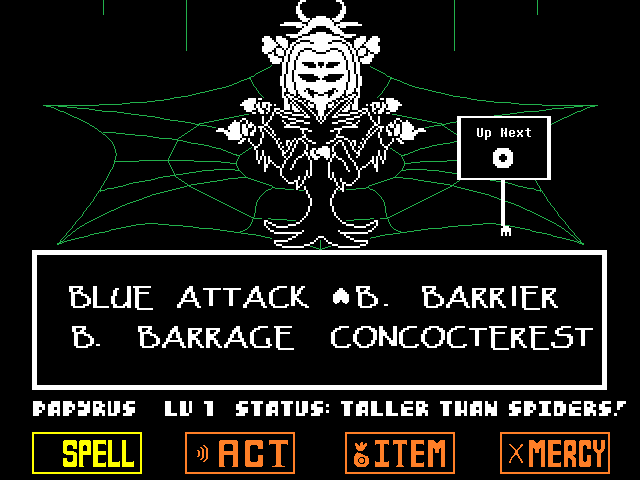 Up Next
BLUE ATTACK B. BARRIER
B. BARRAGE CONCOCTEREST
PAPYRUS LV 1 STATUS: TALLER THAN SPIDERS!
SPELL ACT ITEM MERCY